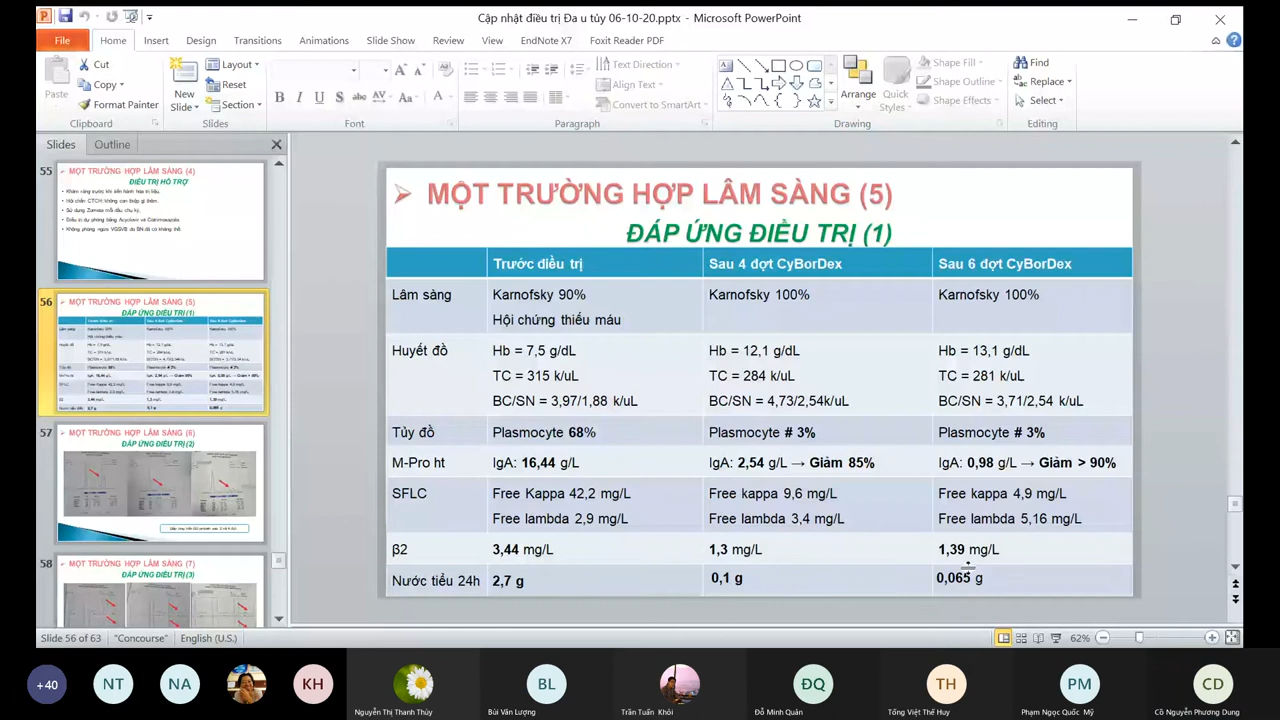 Cập nhật điều trị Đa u tủy 06-10-20.pptx - Microsoft PowerPoint
File Home Insert Design Transitions Animations Slide Show Review View EndNote X7 Foxit Reader PDF
Paste
Cut
Copy
Format Painter
Clipboard
New Slide
Layout
Reset
Section
Slides
Font
Text Direction
Align Text
Convert to SmartArt
Paragraph
Arrange
Quick Styles
Shape Fill
Shape Outline
Shape Effects
Drawing
Find
Replace
Select
Editing
Slides Outline
55
MỘT TRƯỜNG HỢP LÂM SÀNG (4)
ĐIỀU TRỊ HỖ TRỢ
56
MỘT TRƯỜNG HỢP LÂM SÀNG (5)
ĐÁP ỨNG ĐIỀU TRỊ (1)
57
MỘT TRƯỜNG HỢP LÂM SÀNG (6)
ĐÁP ỨNG ĐIỀU TRỊ (2)
58
MỘT TRƯỜNG HỢP LÂM SÀNG (7)
ĐÁP ỨNG ĐIỀU TRỊ (3)
MỘT TRƯỜNG HỢP LÂM SÀNG (5)
ĐÁP ỨNG ĐIỀU TRỊ (1)
Trước điều trị Sau 4 đợt CyBorDex Sau 6 đợt CyBorDex
Lâm sàng Karnofsky 90% Karnofsky 100% Karnofsky 100%
Hội chứng thiếu máu
Huyết đồ Hb = 7,5 g/dL Hb = 12,1 g/dL Hb = 13,1 g/dL
TC = 315 k/uL TC = 284 k/uL TC = 281 k/uL
BC/SN = 3,97/1,88 k/uL BC/SN = 4,73/2,54k/uL BC/SN = 3,71/2,54 k/uL
Tủy đồ Plasmocyte 68% Plasmocyte # 3% Plasmocyte # 3%
M-Pro ht IgA: 16,44 g/L IgA: 2,54 g/L → Giảm 85% IgA: 0,98 g/L → Giảm > 90%
SFLC Free Kappa 42,2 mg/L Free kappa 9,6 mg/L Free kappa 4,9 mg/L
Free lambda 2,9 mg/L Free lambda 3,4 mg/L Free lambda 5,16 mg/L
β2 3,44 mg/L 1,3 mg/L 1,39 mg/L
Nước tiểu 24h 2,7 g 0,1 g 0,065 g
Slide 56 of 63 "Concourse" English (U.S.) 62%
+40 NT NA KH BL ĐQ TH PM CD
Nguyễn Thị Thanh Thủy Bùi Văn Lượng Trần Tuấn Khôi Đỗ Minh Quân Tống Việt Thế Huy Phạm Ngọc Quốc Mỹ Cô Nguyễn Phương Dung